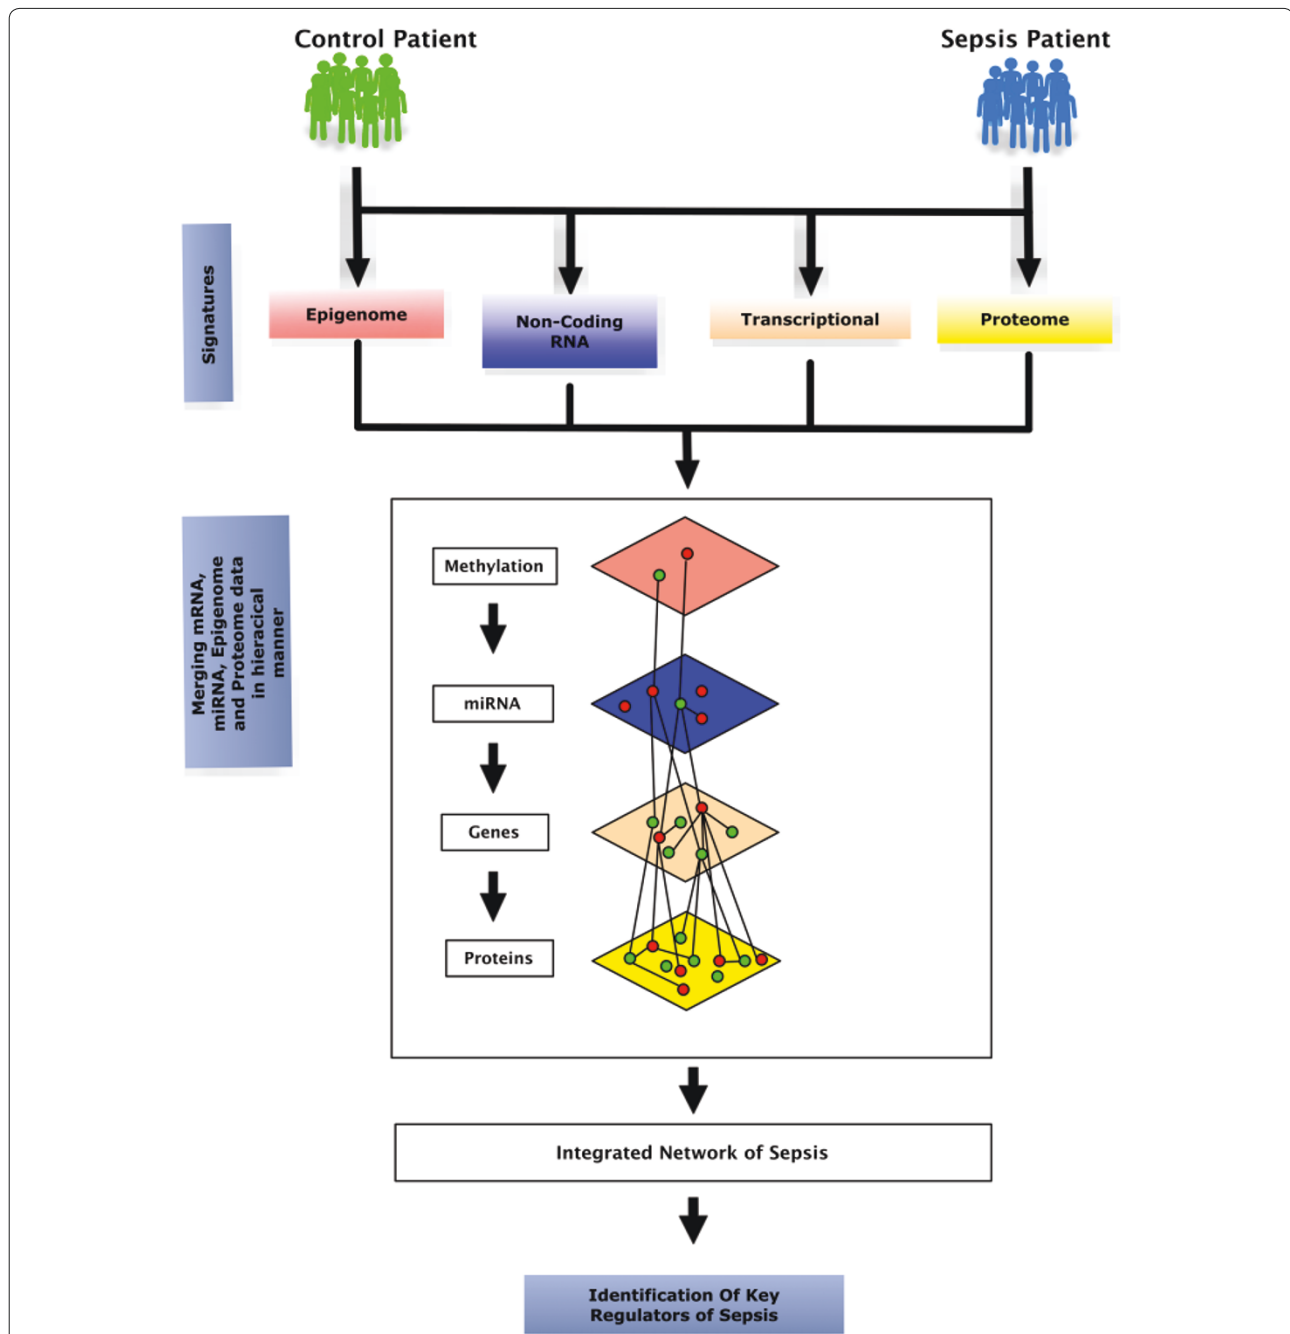 Control Patient
Sepsis Patient
Signatures
Epigenome
Non-Coding
RNA
Transcriptional
Proteome
Merging mRNA,
miRNA, Epigenome
and Proteome data
in hieracical
manner
Methylation
miRNA
Genes
Proteins
Integrated Network of Sepsis
Identification Of Key
Regulators of Sepsis